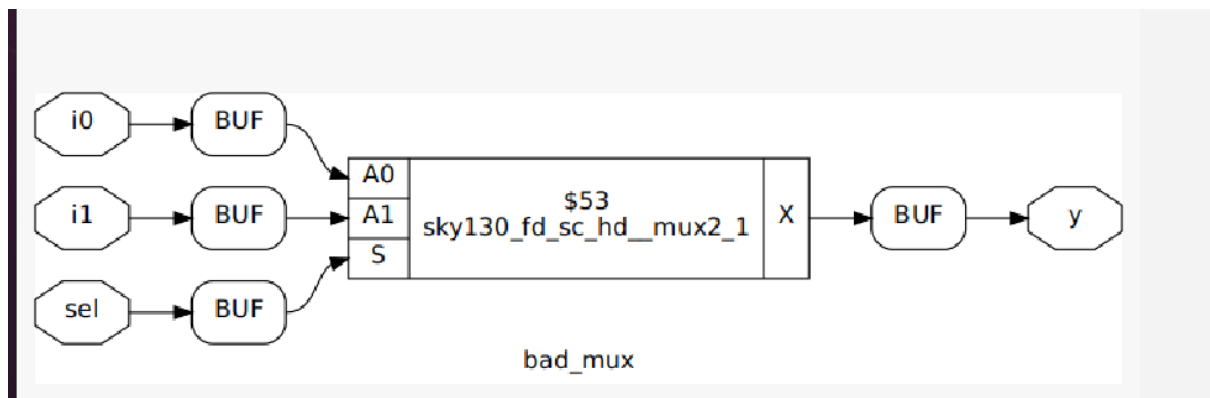 i0
BUF
i1
BUF
sel
BUF
A0
A1
S
$53
sky130_fd_sc_hd__mux2_1
X
BUF
y
bad_mux